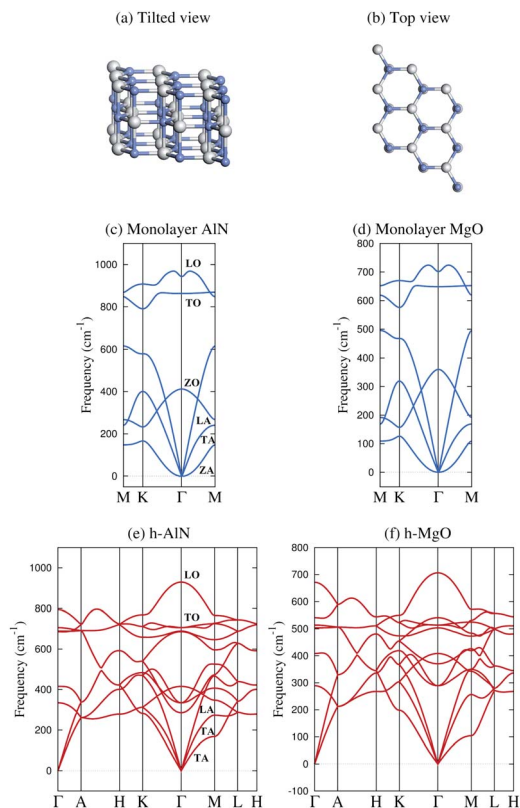 (a) Tilted view
(b) Top view
(c) Monolayer AlN
(d) Monolayer MgO
Frequency (cm⁻¹)
1000
800
600
400
200
0
LO
TO
ZO
LA
TA
ZA
M K Γ M
Frequency (cm⁻¹)
800
700
600
500
400
300
200
100
0
M K Γ M
(e) h-AlN
(f) h-MgO
Frequency (cm⁻¹)
1000
800
600
400
200
0
LO
TO
LA
TA
TA
Γ A H K Γ M L H
Frequency (cm⁻¹)
800
700
600
500
400
300
200
100
0
-100
Γ A H K Γ M L H